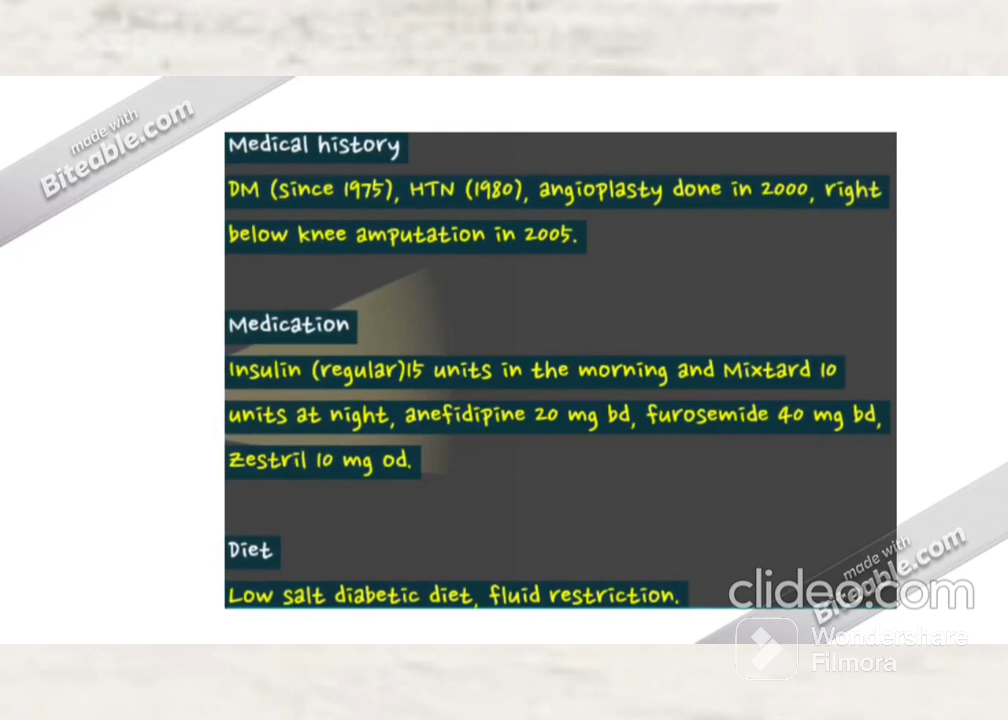 made with
Biteable.com
Medical history
DM (since 1975), HTN (1980), angioplasty done in 2000, right
below knee amputation in 2005.
Medication
Insulin (regular)15 units in the morning and Mixtard 10
units at night, anefidipine 20 mg bd, furosemide 40 mg bd,
Zestril 10 mg od.
Diet
Low salt diabetic diet, fluid restriction.
made with
Biteable.com
clideo.com
Wondershare
Filmora